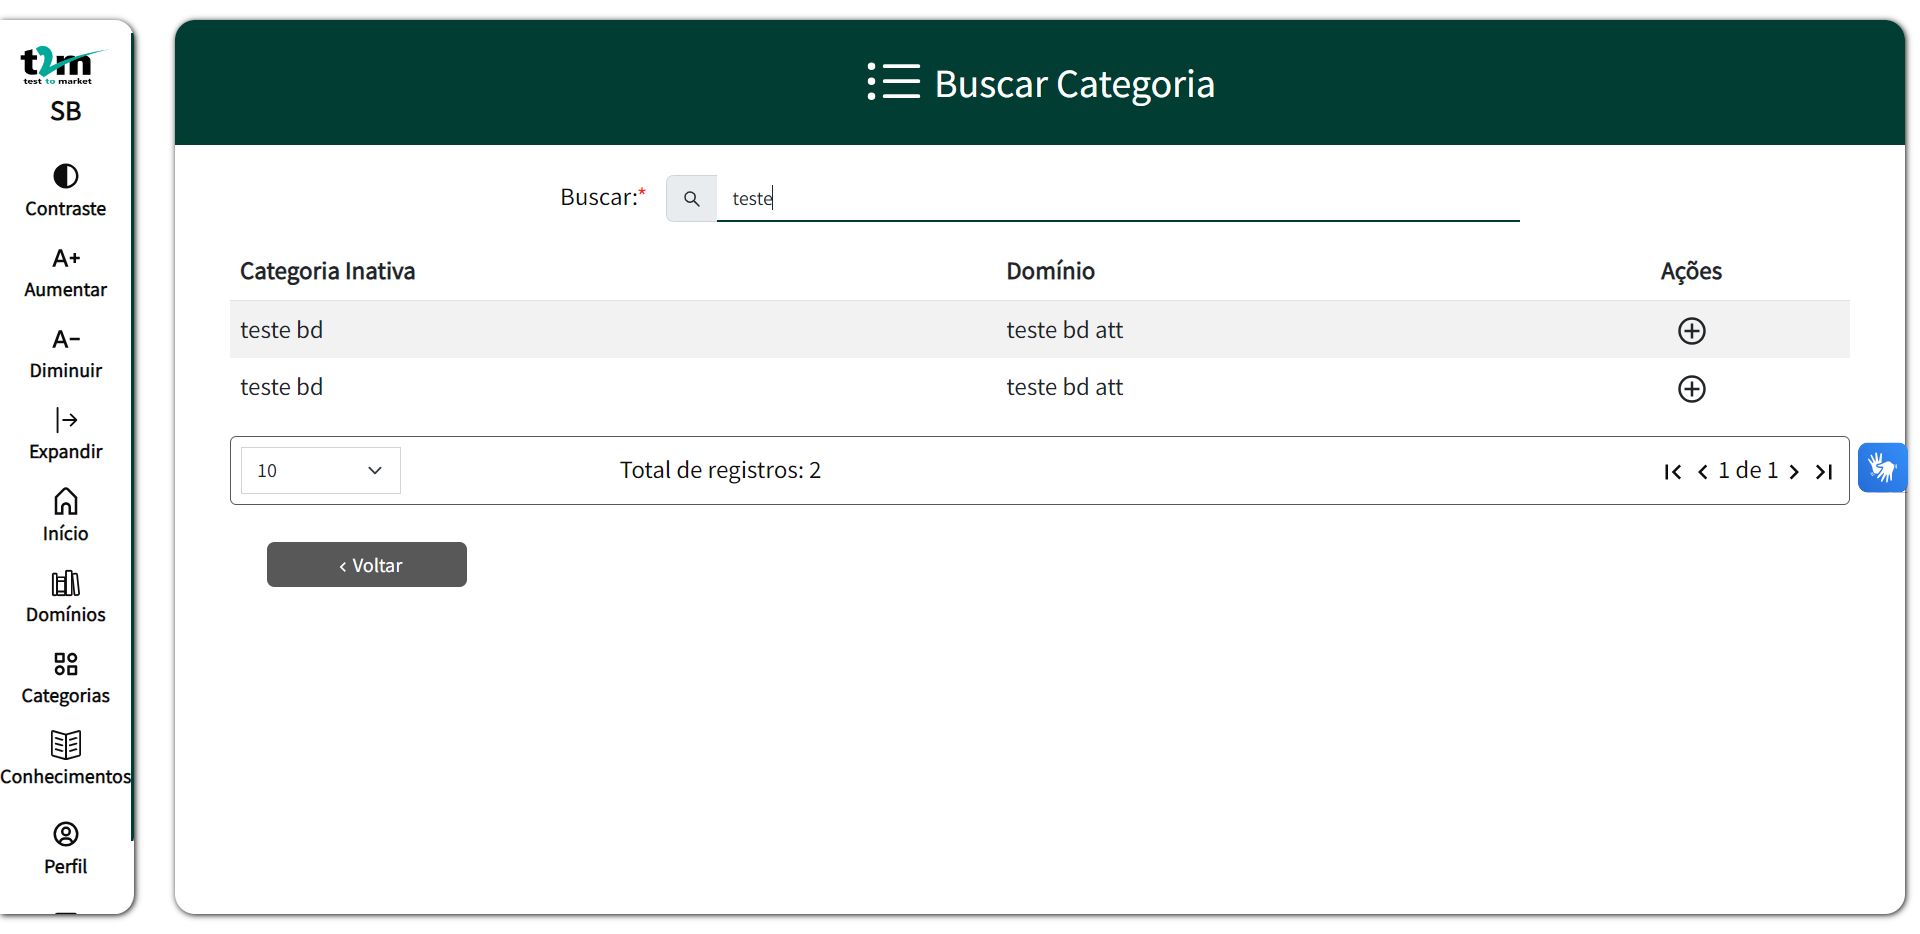 t2m
test to market
SB
Contraste
A+
Aumentar
A-
Diminuir
Expandir
Início
Domínios
Categorias
Conhecimentos
Perfil
Buscar Categoria
Buscar:* teste
Categoria Inativa Domínio Ações
teste bd teste bd att
teste bd teste bd att
10 Total de registros: 2 1 de 1
‹ Voltar